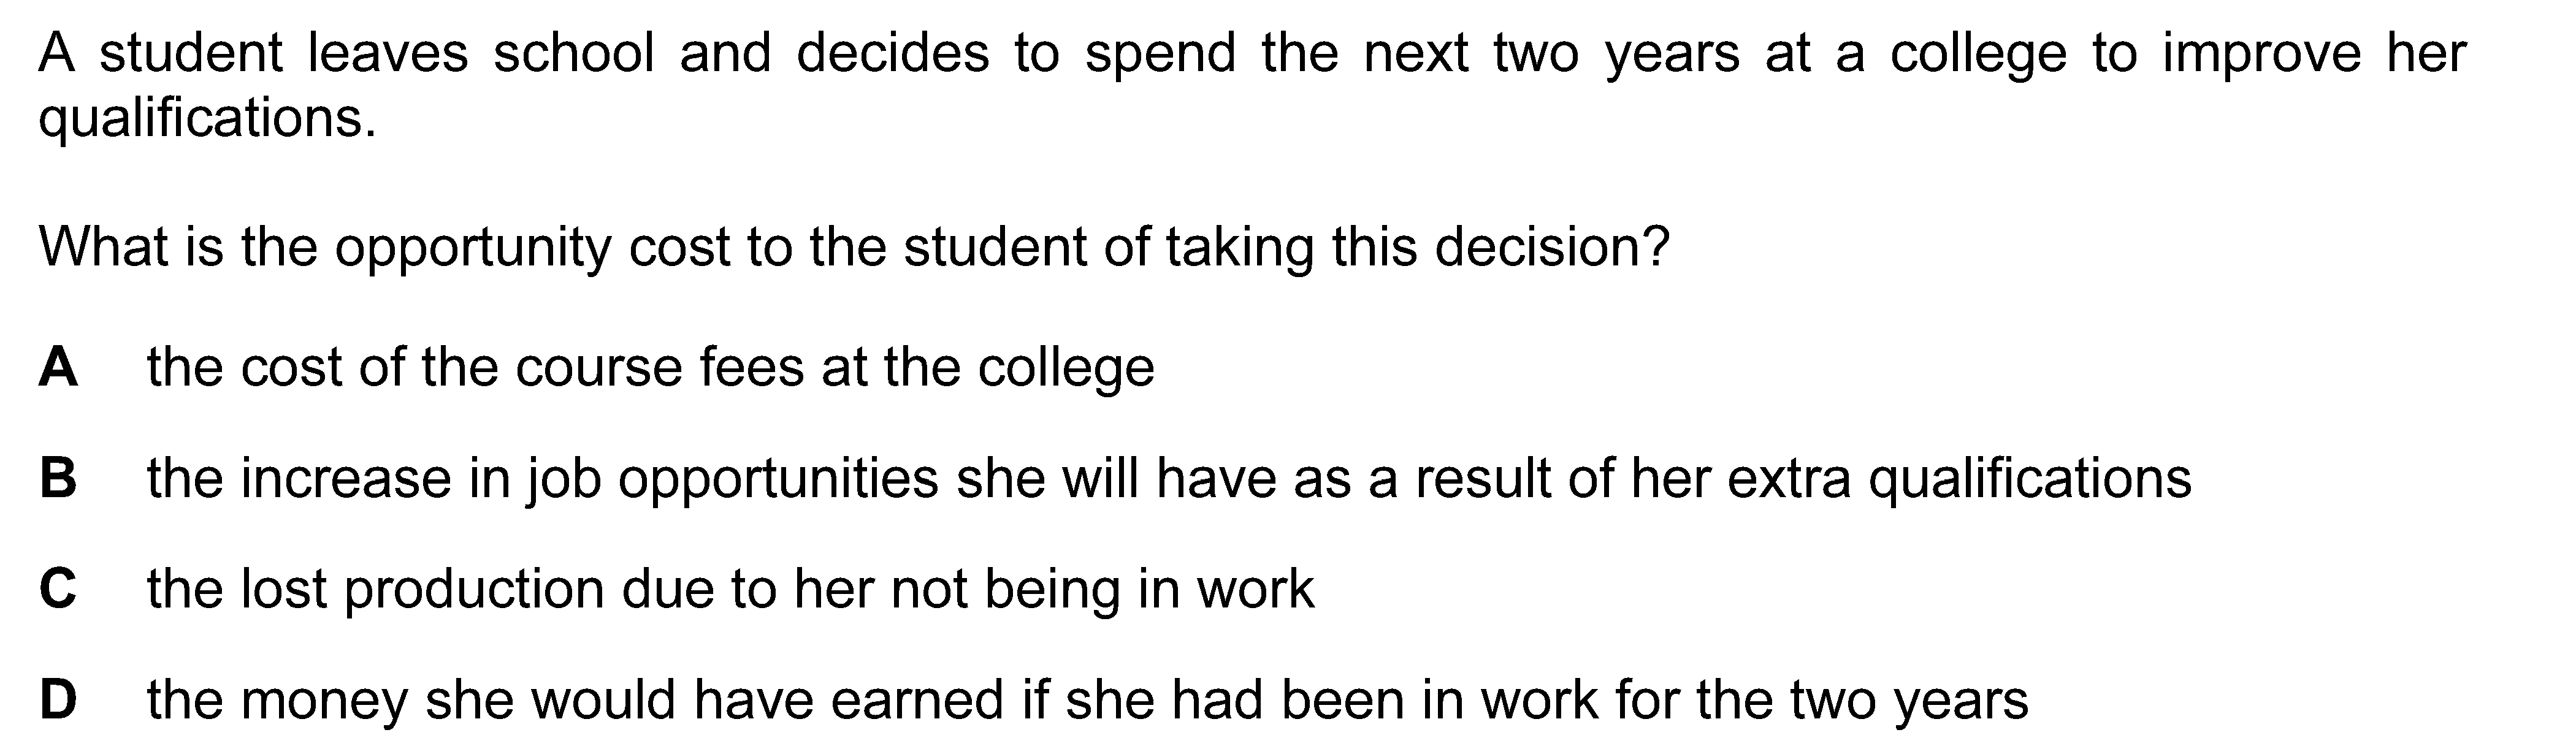 A student leaves school and decides to spend the next two years at a college to improve her
qualifications.
What is the opportunity cost to the student of taking this decision?
A the cost of the course fees at the college
B the increase in job opportunities she will have as a result of her extra qualifications
C the lost production due to her not being in work
D the money she would have earned if she had been in work for the two years